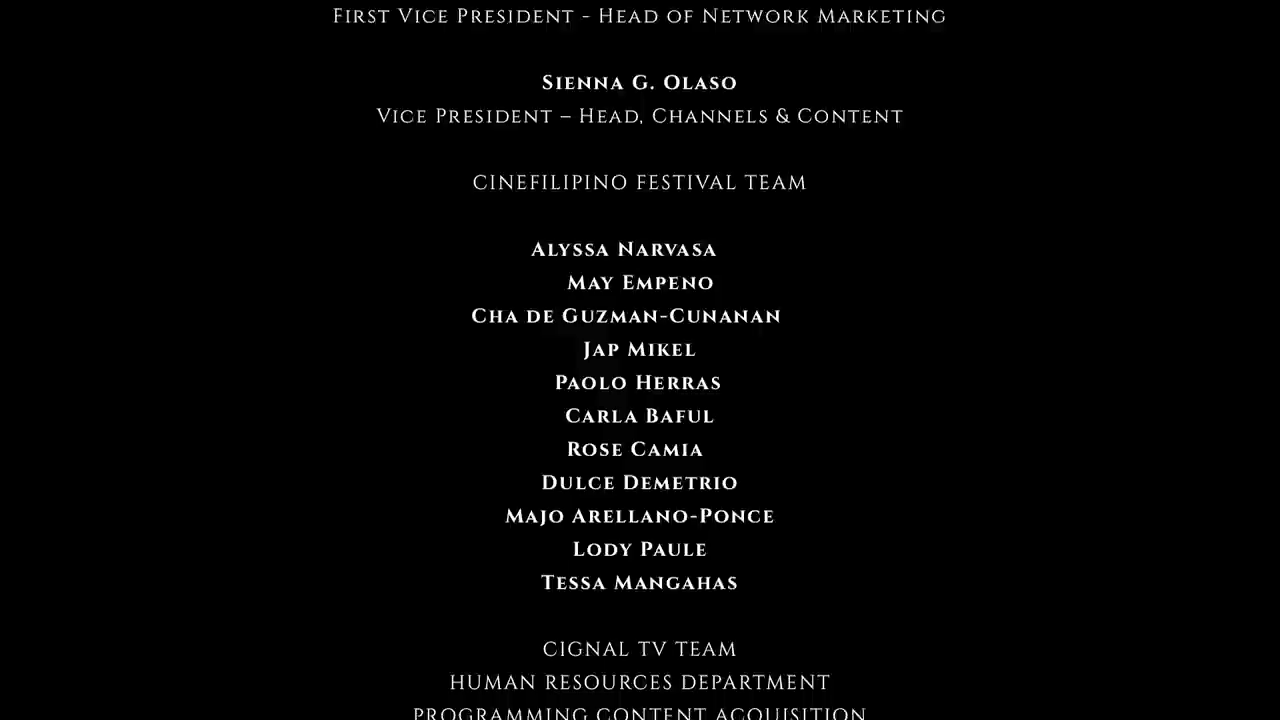 First Vice President - Head of Network Marketing
Sienna G. Olaso
Vice President – Head, Channels & Content
CINEFILIPINO FESTIVAL TEAM
Alyssa Narvasa
May Empeno
Cha de Guzman-Cunanan
Jap Mikel
Paolo Herras
Carla Baful
Rose Camia
Dulce Demetrio
Majo Arellano-Ponce
Lody Paule
Tessa Mangahas
CIGNAL TV TEAM
HUMAN RESOURCES DEPARTMENT
PROGRAMMING CONTENT ACQUISITION